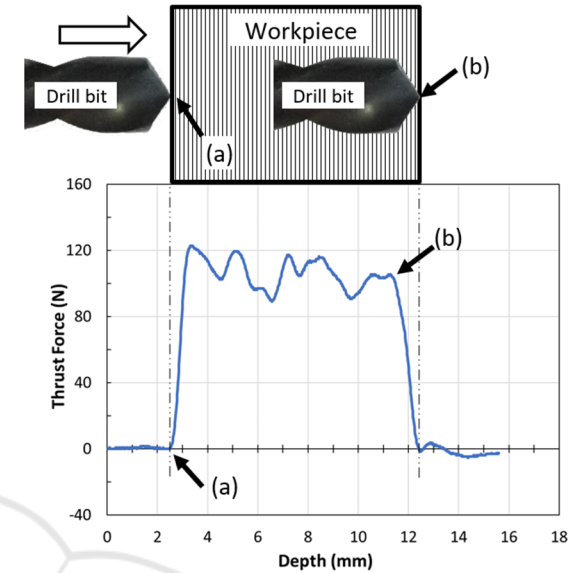 Workpiece
Drill bit
Drill bit
(b)
(a)
160
120
80
40
0
-40
Thrust Force (N)
(b)
(a)
0 2 4 6 8 10 12 14 16 18
Depth (mm)